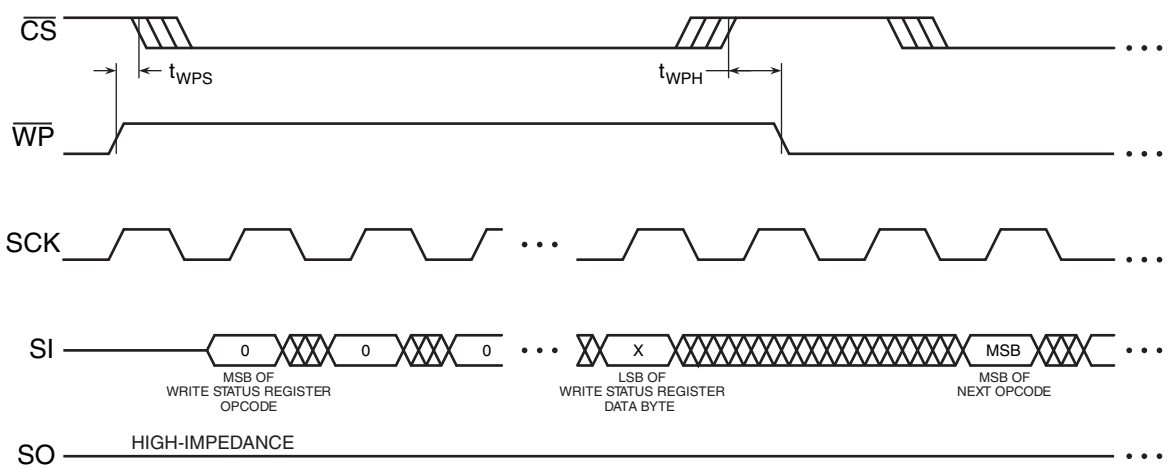 CS
tWPS
tWPH
WP
SCK
SI
0
0
0
X
MSB
MSB OF
WRITE STATUS REGISTER
OPCODE
LSB OF
WRITE STATUS REGISTER
DATA BYTE
MSB OF
NEXT OPCODE
SO
HIGH-IMPEDANCE